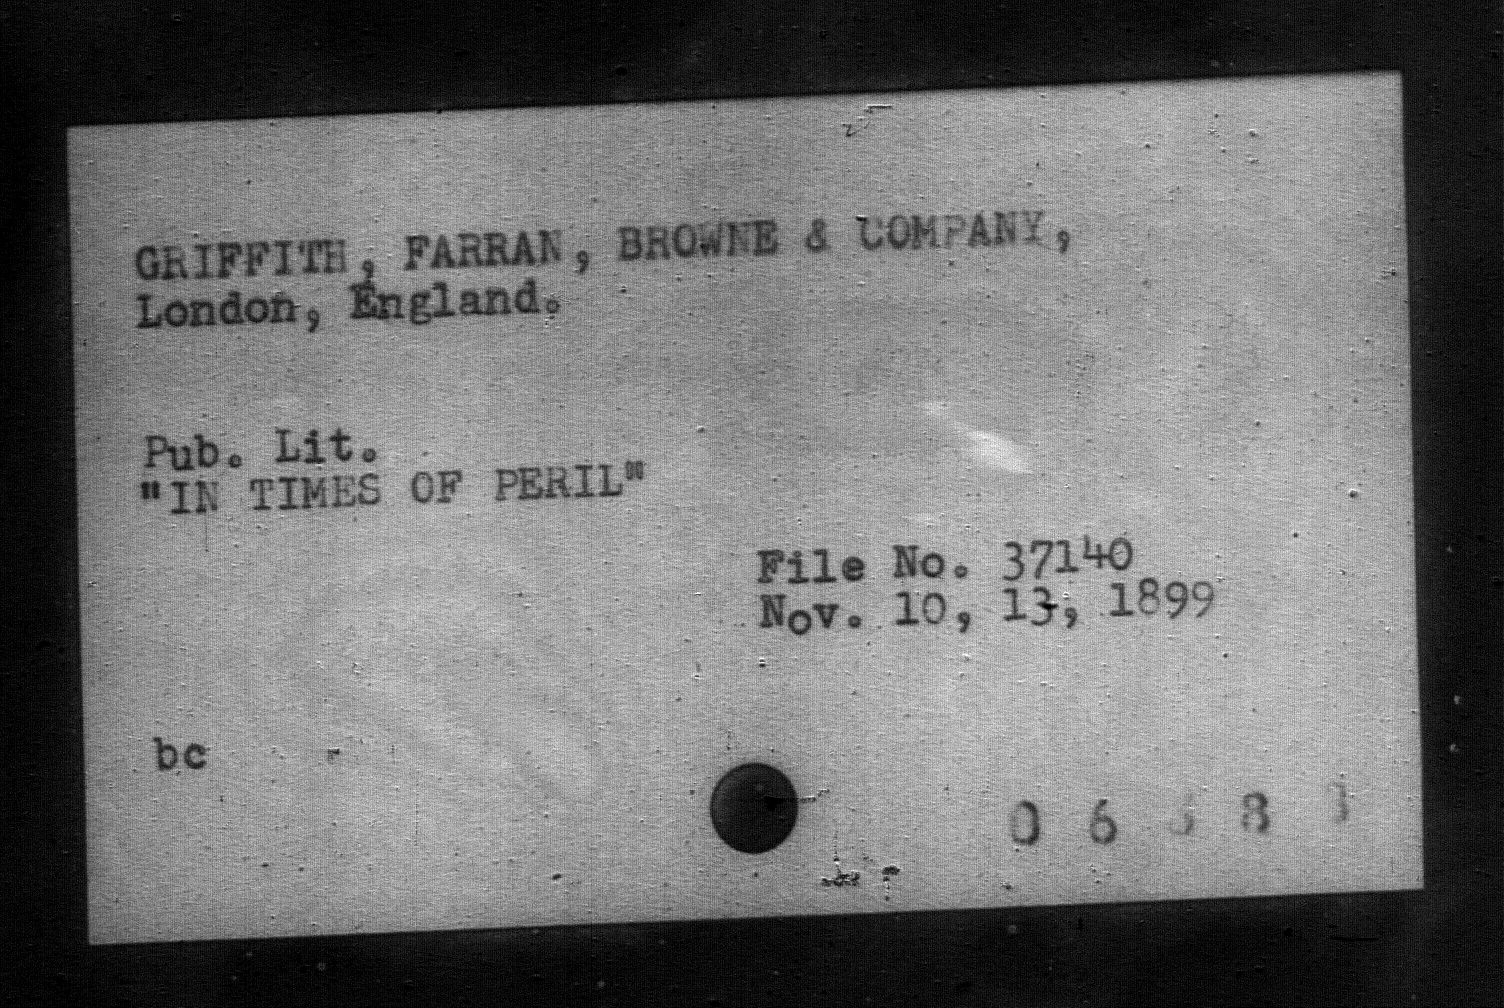 GRIFFITH, FARRAN, BROWNE & COMPANY,
London, England.
Pub. Lit.
"IN TIMES OF PERIL"
File No. 37140
Nov. 10, 13, 1899
bc